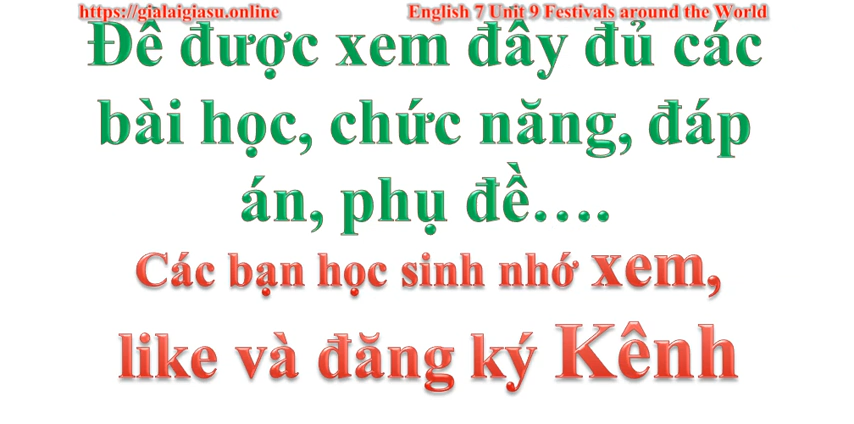 https://gialaigiasu.online English 7 Unit 9 Festivals around the World
Để được xem đầy đủ các
bài học, chức năng, đáp
án, phụ đề….
Các bạn học sinh nhớ xem,
like và đăng ký Kênh